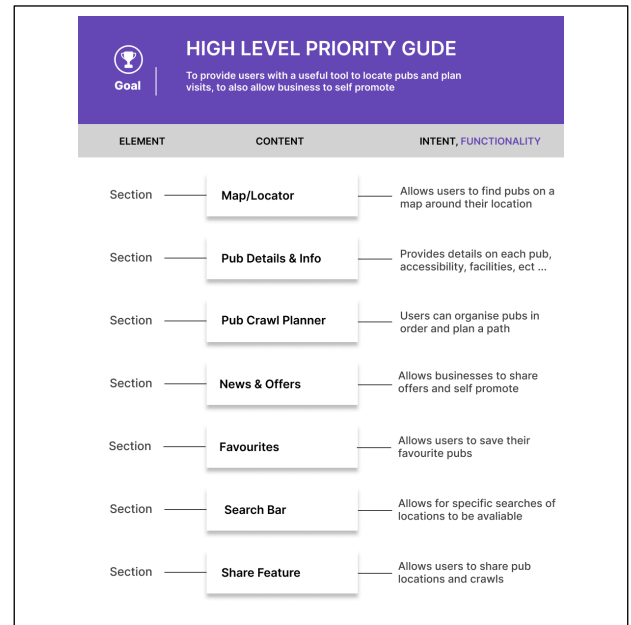 HIGH LEVEL PRIORITY GUDE
Goal
To provide users with a useful tool to locate pubs and plan
visits, to also allow business to self promote
ELEMENT CONTENT INTENT, FUNCTIONALITY
Section Map/Locator Allows users to find pubs on a
map around their location
Section Pub Details & Info Provides details on each pub,
accessibility, facilities, ect ...
Section Pub Crawl Planner Users can organise pubs in
order and plan a path
Section News & Offers Allows businesses to share
offers and self promote
Section Favourites Allows users to save their
favourite pubs
Section Search Bar Allows for specific searches of
locations to be avaliable
Section Share Feature Allows users to share pub
locations and crawls